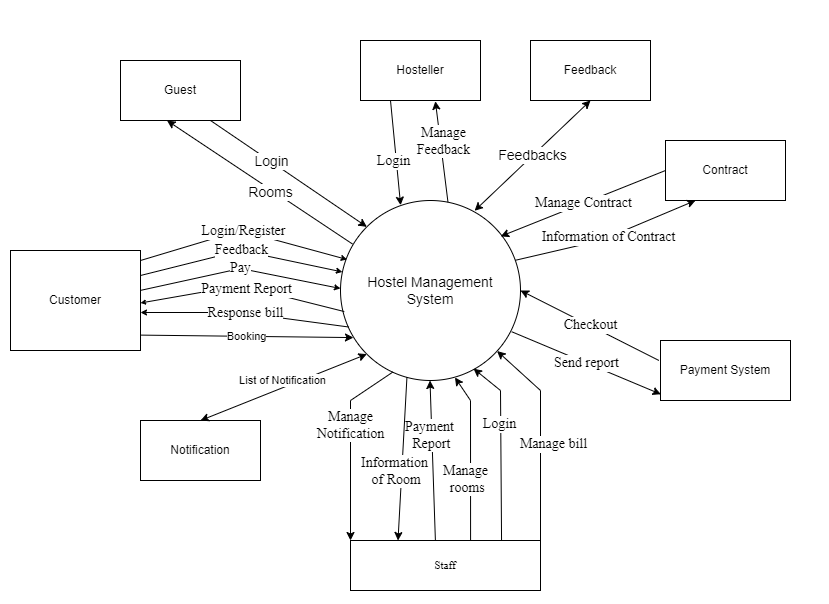 Hosteller
Feedback
Guest
Manage
Feedback
Login
Login
Feedbacks
Contract
Rooms
Manage Contract
Login/Register
Information of Contract
Feedback
Pay
Payment Report
Hostel Management
System
Customer
Response bill
Checkout
Booking
Send report
Payment System
List of Notification
Manage
Notification
Payment
Report
Login
Manage bill
Notification
Information
of Room
Manage
rooms
Staff